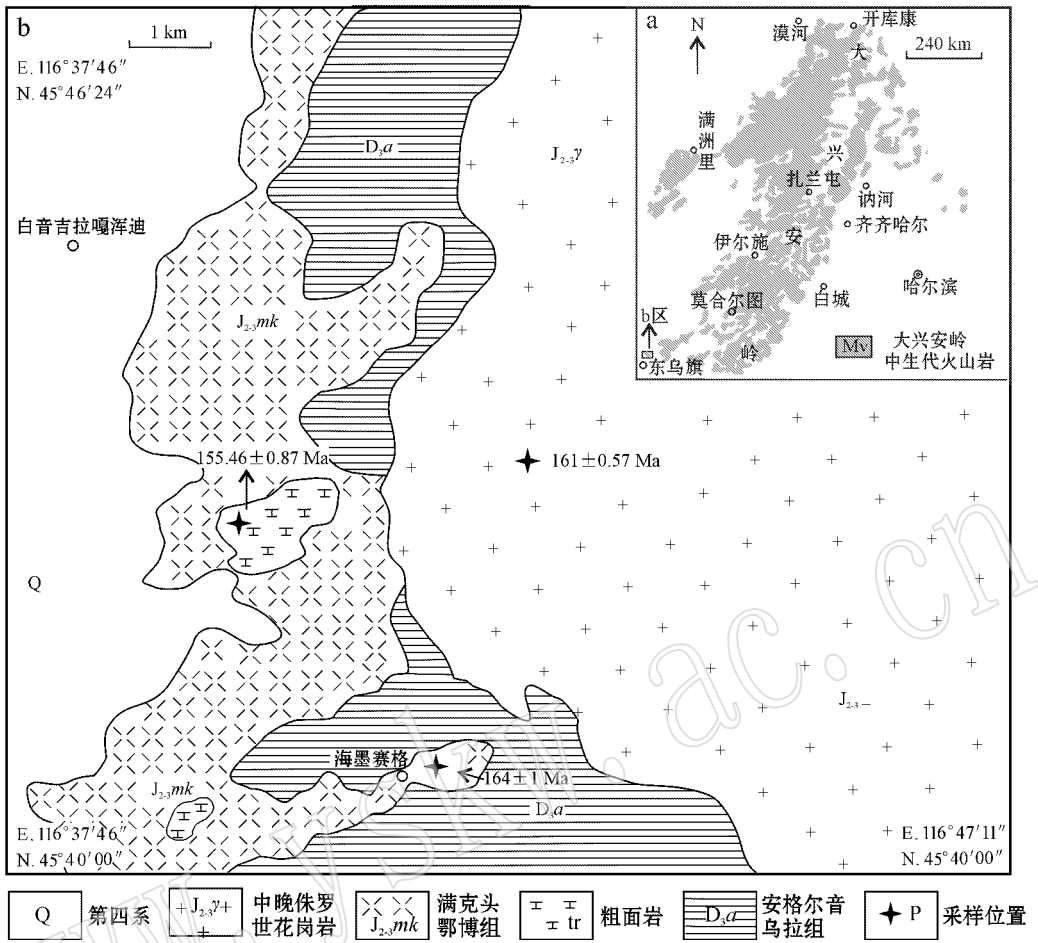 b
1 km
E. 116°37′46″
N. 45°46′24″
D₃a
J₂₋₃γ
白音吉拉嘎浑迪
J₂₋₃mk
155.46±0.87 Ma
161±0.57 Ma
Q
J₂₋₃
海墨赛格
164±1 Ma
J₂₋₃mk
D₃a
E. 116°37′46″
N. 45°40′00″
E. 116°47′11″
N. 45°40′00″
a
N
漠河
开库康
240 km
大
满洲里
兴
扎兰屯
讷河
齐齐哈尔
伊尔施
安
哈尔滨
莫合尔图
白城
b区
岭
东乌旗
Mv
大兴安岭
中生代火山岩
Q
第四系
J₂₋₃γ
中晚侏罗
世花岗岩
J₂₋₃mk
满克头
鄂博组
tr
粗面岩
D₃a
安格尔音
乌拉组
P
采样位置
www.yskw.ac.cn